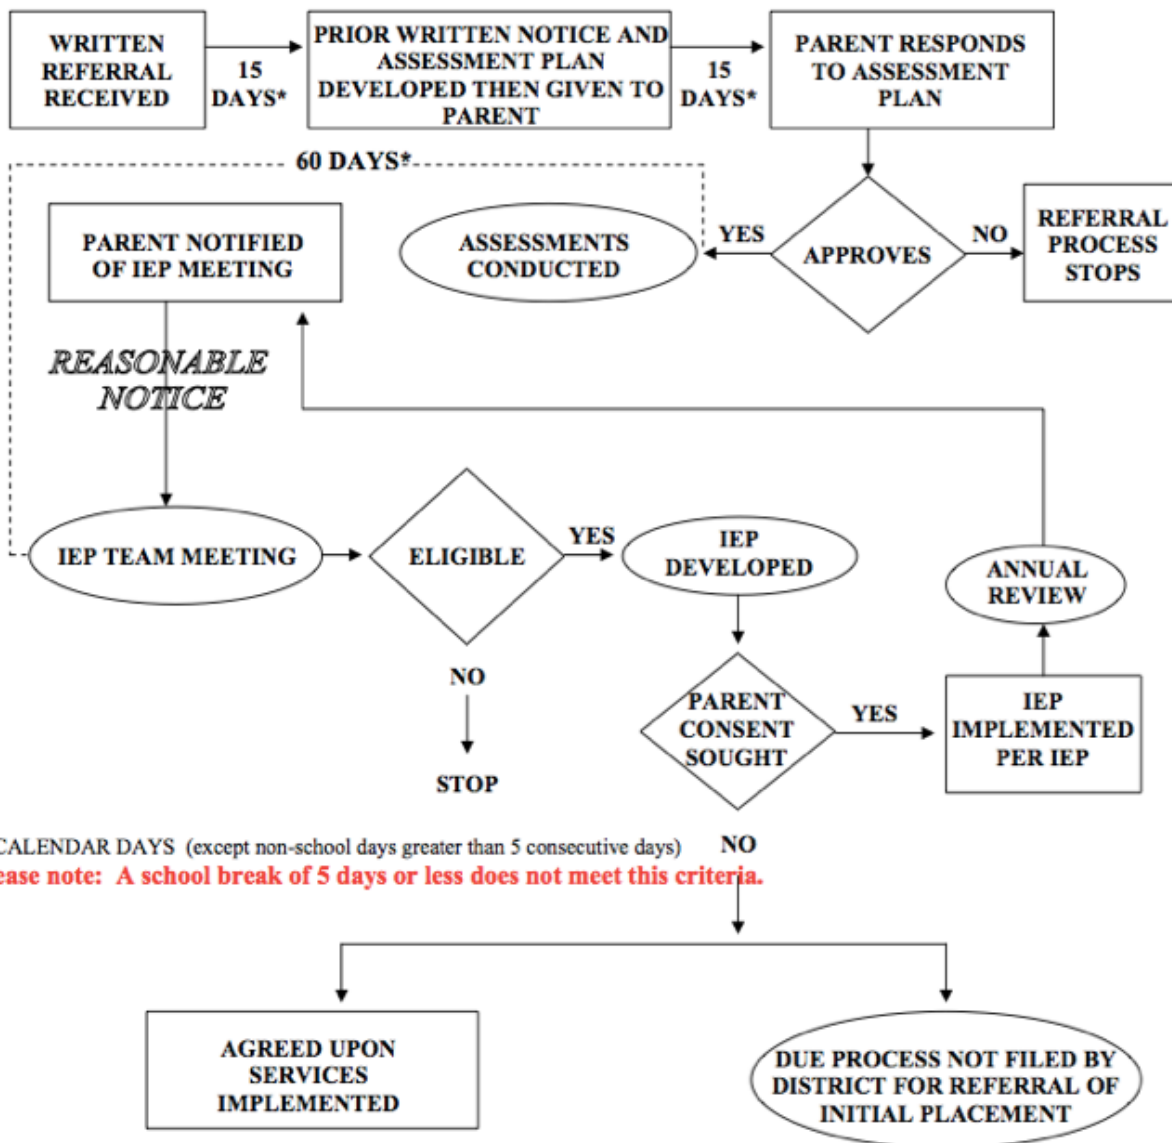 WRITTEN
REFERRAL
RECEIVED
15
DAYS*
PRIOR WRITTEN NOTICE AND
ASSESSMENT PLAN
DEVELOPED THEN GIVEN TO
PARENT
15
DAYS*
PARENT RESPONDS
TO ASSESSMENT
PLAN
60 DAYS*
PARENT NOTIFIED
OF IEP MEETING
ASSESSMENTS
CONDUCTED
YES
APPROVES
NO
REFERRAL
PROCESS
STOPS
REASONABLE
NOTICE
IEP TEAM MEETING
ELIGIBLE
YES
IEP
DEVELOPED
ANNUAL
REVIEW
NO
STOP
PARENT
CONSENT
SOUGHT
YES
IEP
IMPLEMENTED
PER IEP
CALENDAR DAYS (except non-school days greater than 5 consecutive days)
NO
ease note: A school break of 5 days or less does not meet this criteria.
AGREED UPON
SERVICES
IMPLEMENTED
DUE PROCESS NOT FILED BY
DISTRICT FOR REFERRAL OF
INITIAL PLACEMENT